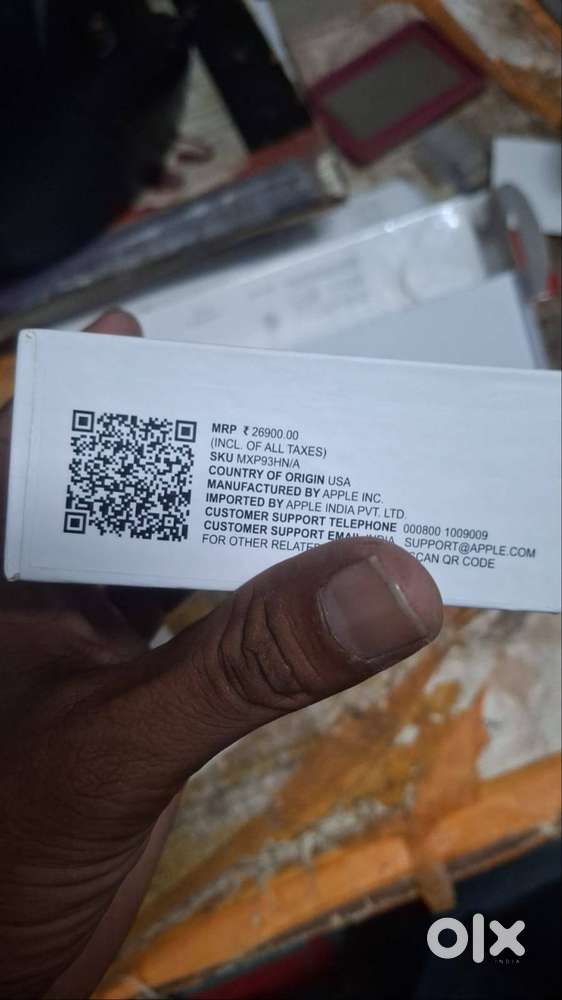 MRP ₹ 26900.00
(INCL. OF ALL TAXES)
SKU MXP93HN/A
COUNTRY OF ORIGIN USA
MANUFACTURED BY APPLE INC.
IMPORTED BY APPLE INDIA PVT. LTD.
CUSTOMER SUPPORT TELEPHONE 000800 1009009
CUSTOMER SUPPORT EMAIL INDIA_SUPPORT@APPLE.COM
FOR OTHER RELATE SCAN QR CODE
olx
INDIA